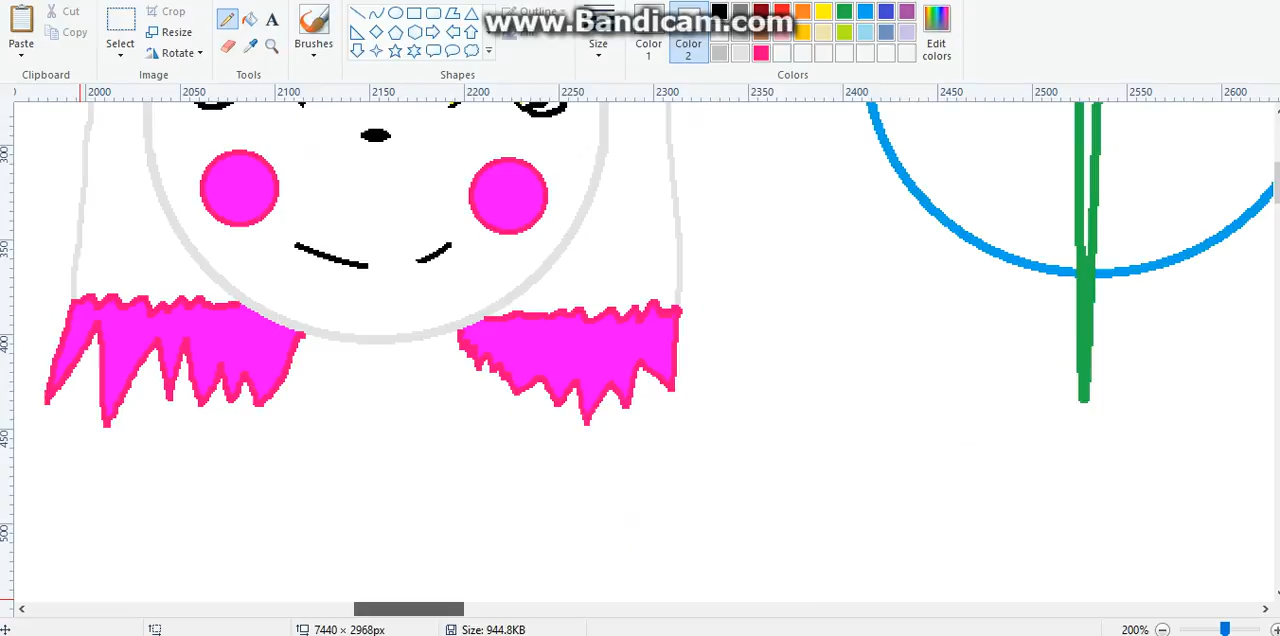 www.Bandicam.com
Cut
Copy
Paste
Clipboard
Select
Crop
Resize
Rotate
Image
A
Tools
Brushes
Outline
Shapes
Size
Color 1
Color 2
Edit colors
Colors
2000 2050 2100 2150 2200 2250 2300 2350 2400 2450 2500 2550 2600
300
350
400
450
500
7440 × 2968px
Size: 944.8KB
200%